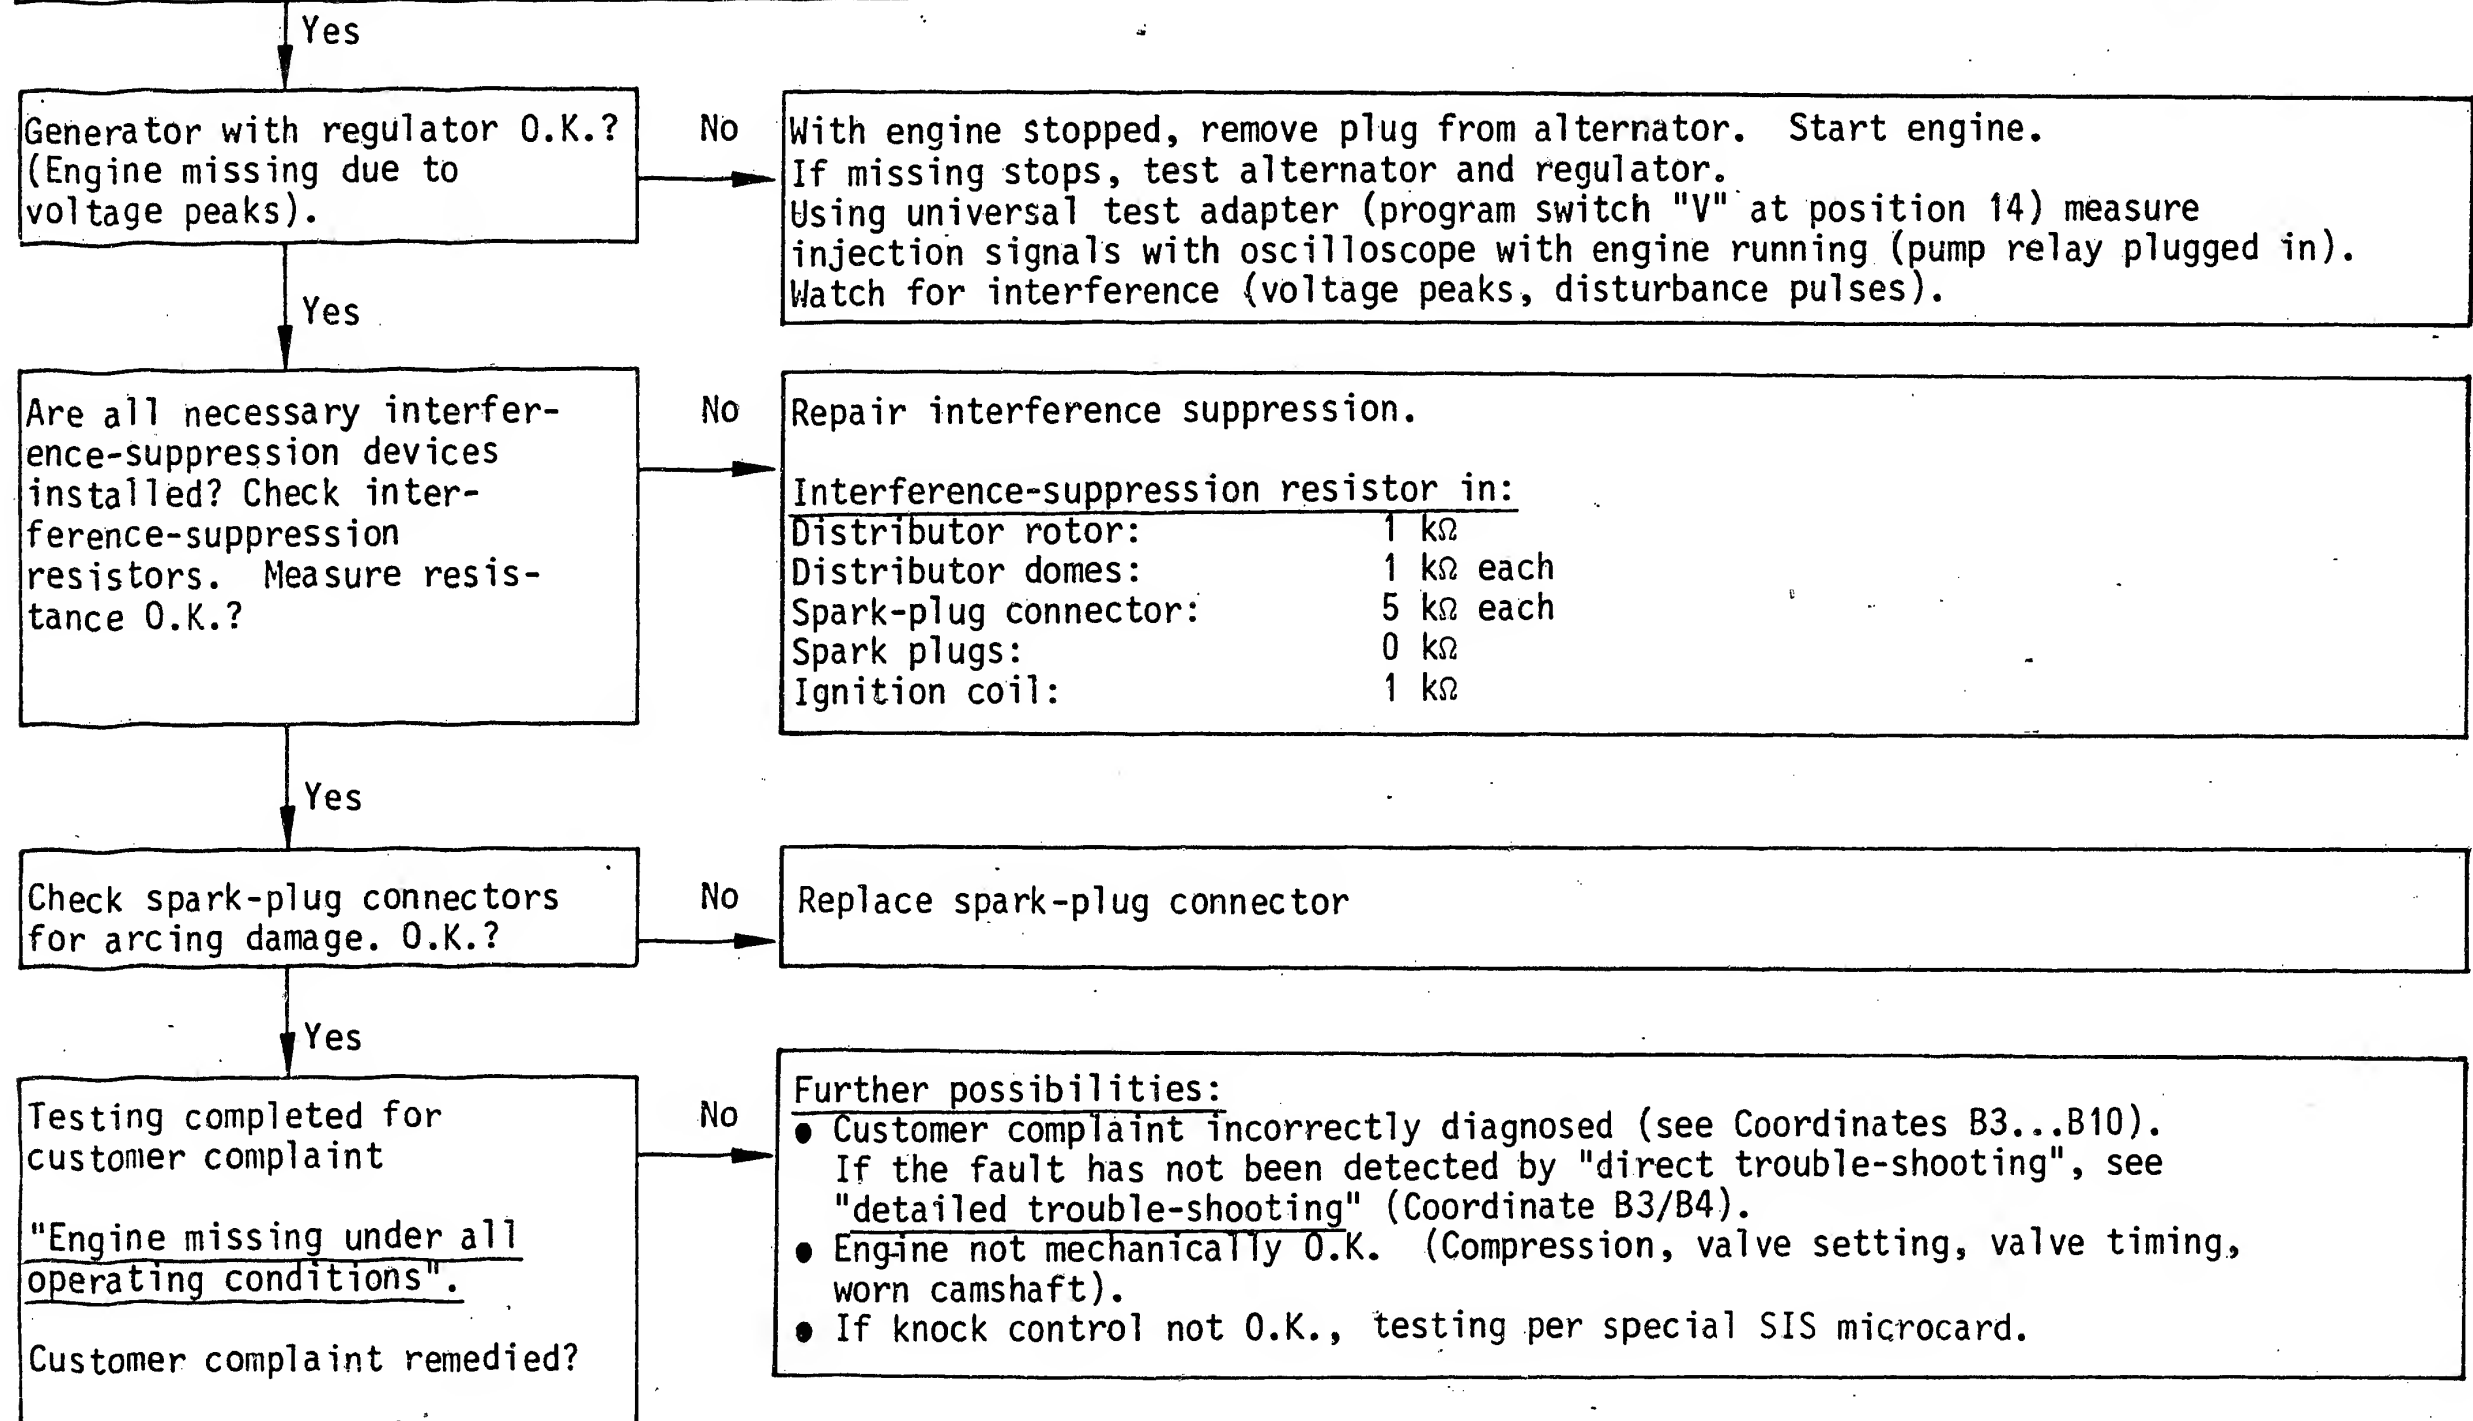 Yes
Generator with regulator O.K.?
(Engine missing due to
voltage peaks).
No
With engine stopped, remove plug from alternator. Start engine.
If missing stops, test alternator and regulator.
Using universal test adapter (program switch "V" at position 14) measure
injection signals with oscilloscope with engine running (pump relay plugged in).
Watch for interference (voltage peaks, disturbance pulses).
Yes
Are all necessary interfer-
ence-suppression devices
installed? Check inter-
ference-suppression
resistors. Measure resis-
tance O.K.?
No
Repair interference suppression.
Interference-suppression resistor in:
Distributor rotor: 1 kΩ
Distributor domes: 1 kΩ each
Spark-plug connector: 5 kΩ each
Spark plugs: 0 kΩ
Ignition coil: 1 kΩ
Yes
Check spark-plug connectors
for arcing damage. O.K.?
No
Replace spark-plug connector
Yes
Testing completed for
customer complaint
"Engine missing under all
operating conditions".
Customer complaint remedied?
No
Further possibilities:
● Customer complaint incorrectly diagnosed (see Coordinates B3...B10).
If the fault has not been detected by "direct trouble-shooting", see
"detailed trouble-shooting" (Coordinate B3/B4).
● Engine not mechanically O.K. (Compression, valve setting, valve timing,
worn camshaft).
● If knock control not O.K., testing per special SIS microcard.